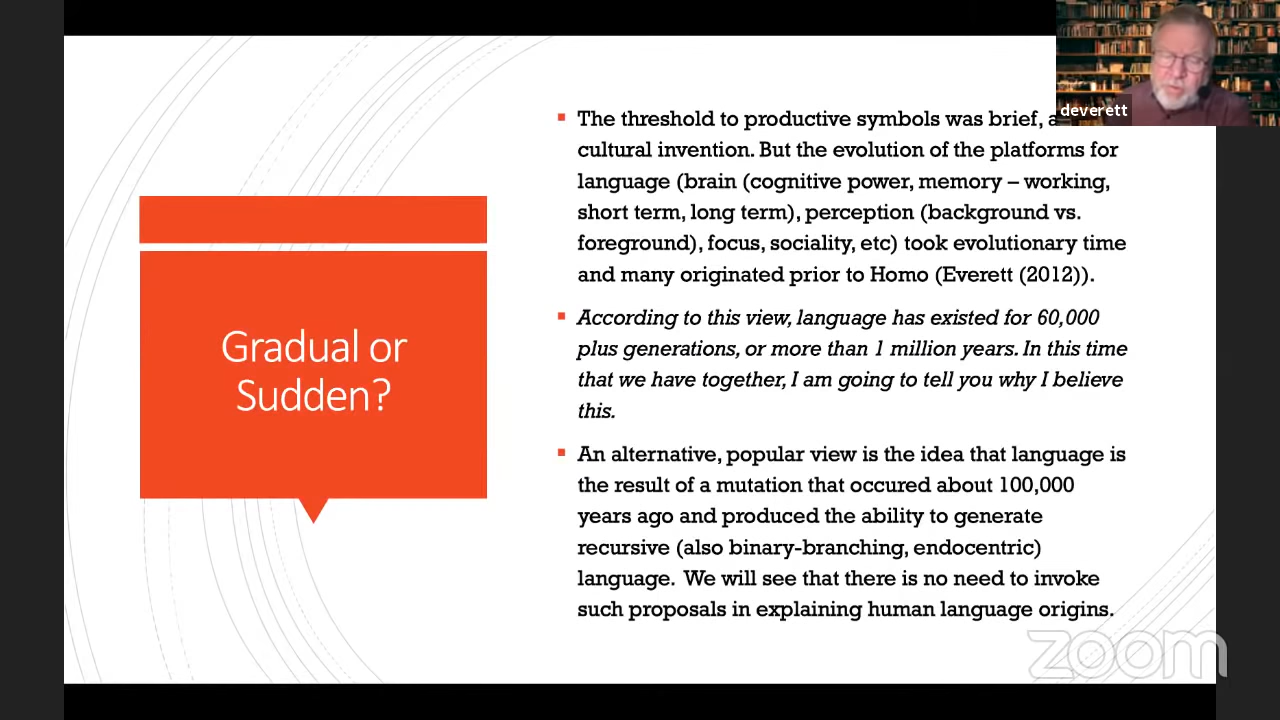 The threshold to productive symbols was brief, a
cultural invention. But the evolution of the platforms for
language (brain (cognitive power, memory – working,
short term, long term), perception (background vs.
foreground), focus, sociality, etc) took evolutionary time
and many originated prior to Homo (Everett (2012)).
According to this view, language has existed for 60,000
plus generations, or more than 1 million years. In this time
that we have together, I am going to tell you why I believe
this.
An alternative, popular view is the idea that language is
the result of a mutation that occured about 100,000
years ago and produced the ability to generate
recursive (also binary-branching, endocentric)
language. We will see that there is no need to invoke
such proposals in explaining human language origins.
Gradual or
Sudden?
deverett
zoom